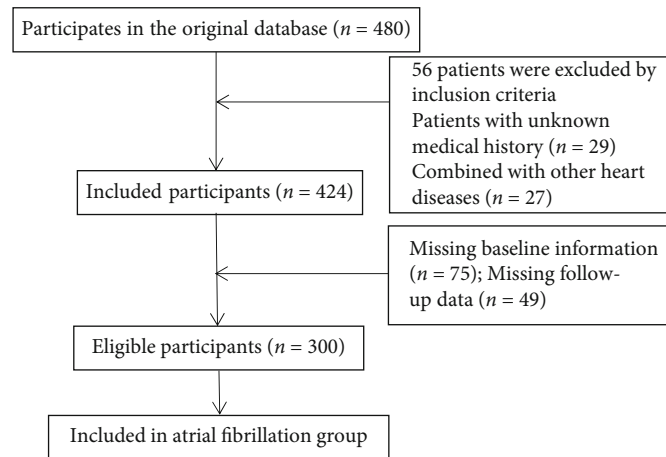 Participates in the original database (n = 480)
56 patients were excluded by
inclusion criteria
Patients with unknown
medical history (n = 29)
Combined with other heart
diseases (n = 27)
Included participants (n = 424)
Missing baseline information
(n = 75); Missing follow-
up data (n = 49)
Eligible participants (n = 300)
Included in atrial fibrillation group